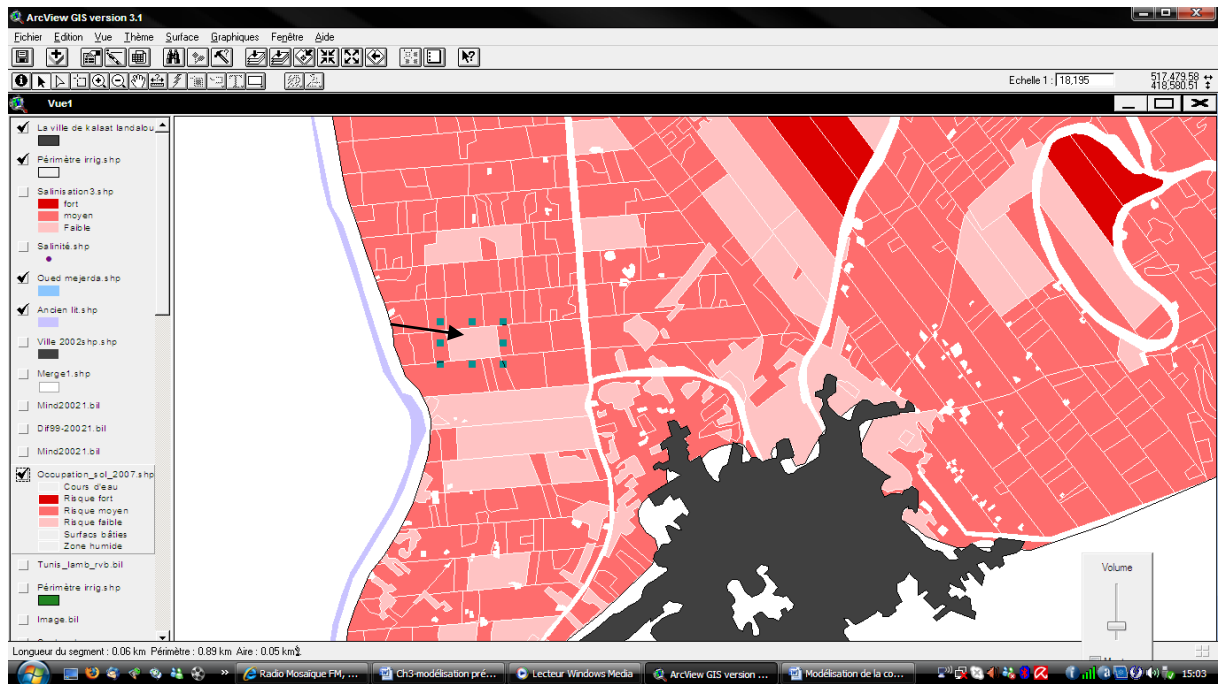 ArcView GIS version 3.1
Fichier Edition Vue Thème Surface Graphiques Fenêtre Aide
Echelle 1 : 18,195
517,479.58
418,580.51
Vue1
La ville de kalaat landalou
Périmètre irrig.shp
Salinisation3.shp
fort
moyen
Faible
Salinité.shp
Oued mejerda.shp
Ancien lit.shp
Ville 2002shp.shp
Merge1.shp
Mind20021.bil
Dif99-20021.bil
Mind20021.bil
Occupation_sol_2007.shp
Cours d'eau
Risque fort
Risque moyen
Risque faible
Surfacs bâties
Zone humide
Tunis_lamb_rvb.bil
Périmètre irrig.shp
Image.bil
Volume
Longueur du segment : 0.06 km Périmètre : 0.89 km Aire : 0.05 km²
Radio Mosaique FM, ...
Ch3-modélisation pré...
Lecteur Windows Media
ArcView GIS version ...
Modélisation de la co...
15:03